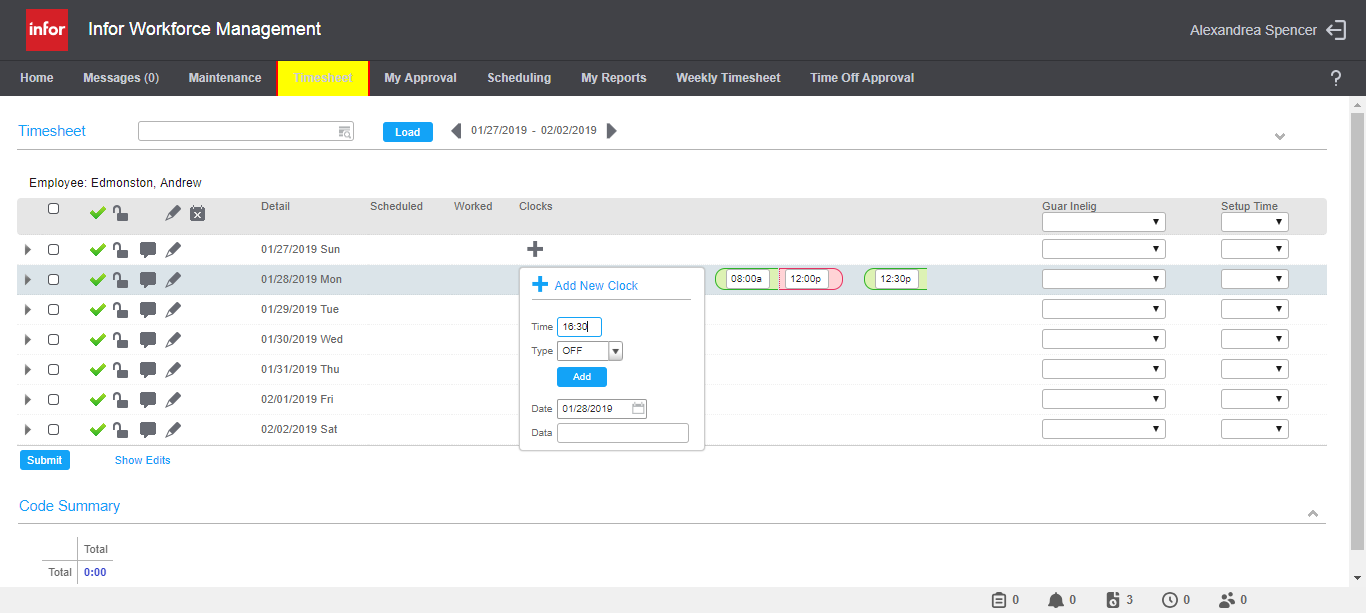 infor Infor Workforce Management Alexandrea Spencer
Home Messages (0) Maintenance Timesheet My Approval Scheduling My Reports Weekly Timesheet Time Off Approval ?
Timesheet Load 01/27/2019 - 02/02/2019
Employee: Edmonston, Andrew
Detail Scheduled Worked Clocks Guar Inelig Setup Time
01/27/2019 Sun
01/28/2019 Mon 08:00a 12:00p 12:30p
Add New Clock
01/29/2019 Tue
Time 16:30
01/30/2019 Wed
Type OFF
01/31/2019 Thu
Add
02/01/2019 Fri
Date 01/28/2019
02/02/2019 Sat
Data
Submit Show Edits
Code Summary
Total
Total 0:00
0 0 3 0 0